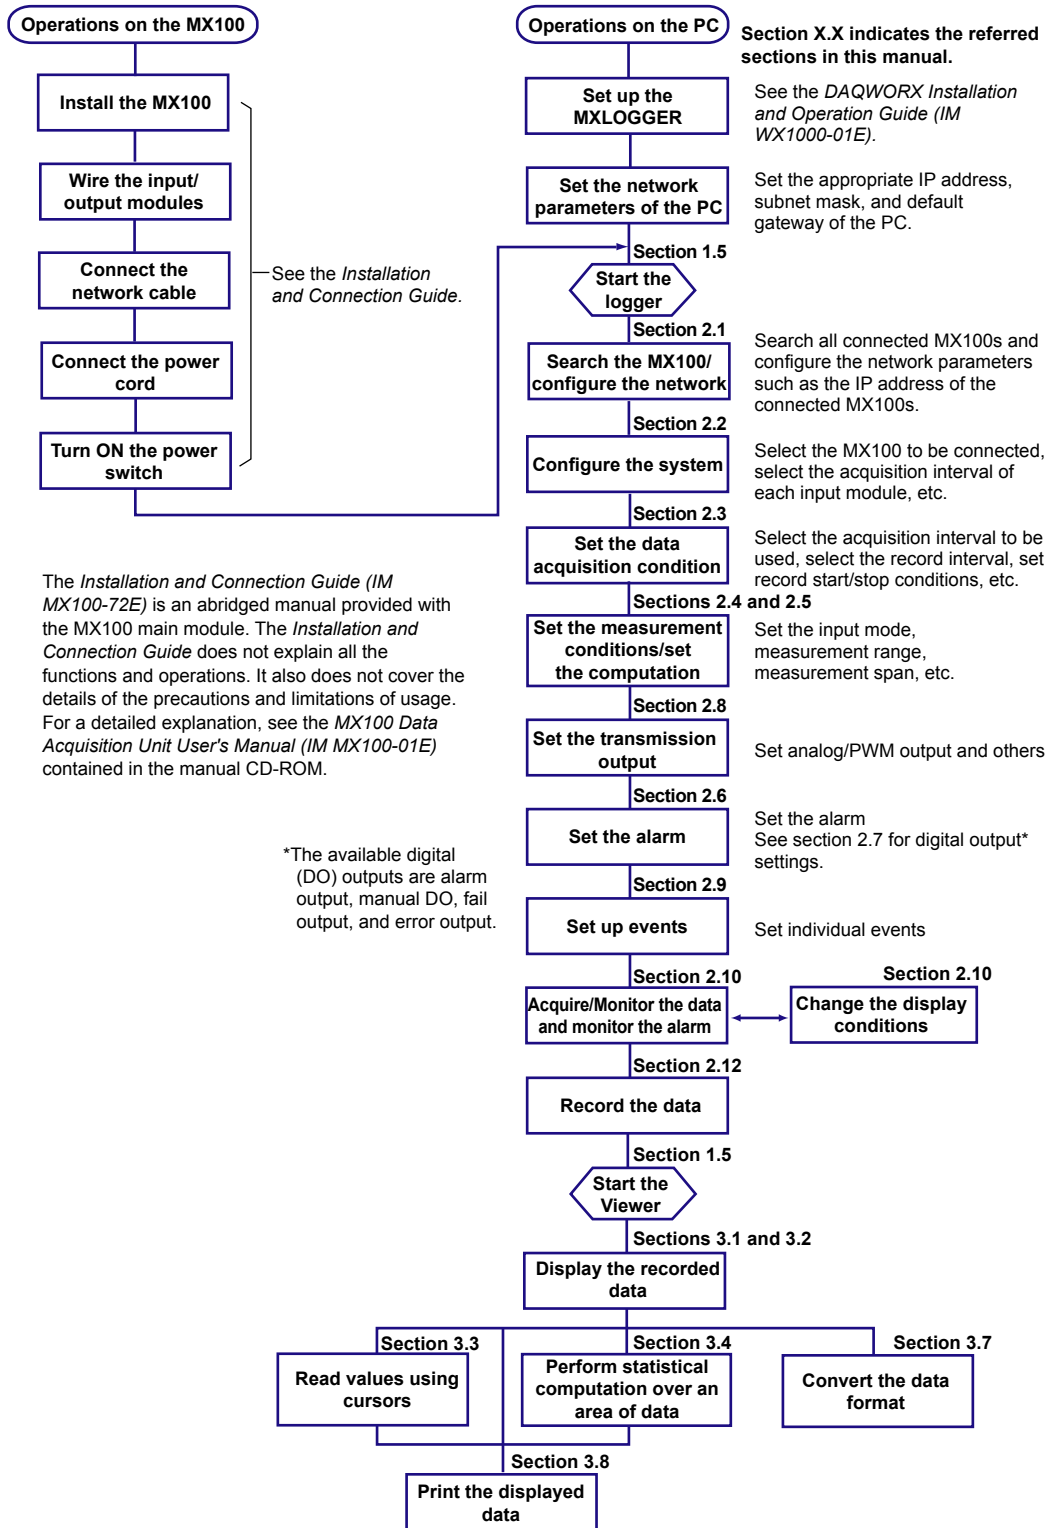 Operations on the MX100
Install the MX100
Wire the input/
output modules
Connect the
network cable
Connect the power
cord
Turn ON the power
switch
See the Installation
and Connection Guide.
The Installation and Connection Guide (IM
MX100-72E) is an abridged manual provided with
the MX100 main module. The Installation and
Connection Guide does not explain all the
functions and operations. It also does not cover the
details of the precautions and limitations of usage.
For a detailed explanation, see the MX100 Data
Acquisition Unit User's Manual (IM MX100-01E)
contained in the manual CD-ROM.
*The available digital
(DO) outputs are alarm
output, manual DO, fail
output, and error output.
Operations on the PC
Section X.X indicates the referred
sections in this manual.
Set up the
MXLOGGER
See the DAQWORX Installation
and Operation Guide (IM
WX1000-01E).
Set the network
parameters of the PC
Set the appropriate IP address,
subnet mask, and default
gateway of the PC.
Section 1.5
Start the
logger
Section 2.1
Search the MX100/
configure the network
Search all connected MX100s and
configure the network parameters
such as the IP address of the
connected MX100s.
Section 2.2
Configure the system
Select the MX100 to be connected,
select the acquisition interval of
each input module, etc.
Section 2.3
Set the data
acquisition condition
Select the acquisition interval to be
used, select the record interval, set
record start/stop conditions, etc.
Sections 2.4 and 2.5
Set the measurement
conditions/set
the computation
Set the input mode,
measurement range,
measurement span, etc.
Section 2.8
Set the transmission
output
Set analog/PWM output and others
Section 2.6
Set the alarm
Set the alarm
See section 2.7 for digital output*
settings.
Section 2.9
Set up events
Set individual events
Section 2.10
Acquire/Monitor the data
and monitor the alarm
Section 2.10
Change the display
conditions
Section 2.12
Record the data
Section 1.5
Start the
Viewer
Sections 3.1 and 3.2
Display the recorded
data
Section 3.3
Read values using
cursors
Section 3.4
Perform statistical
computation over an
area of data
Section 3.7
Convert the data
format
Section 3.8
Print the displayed
data